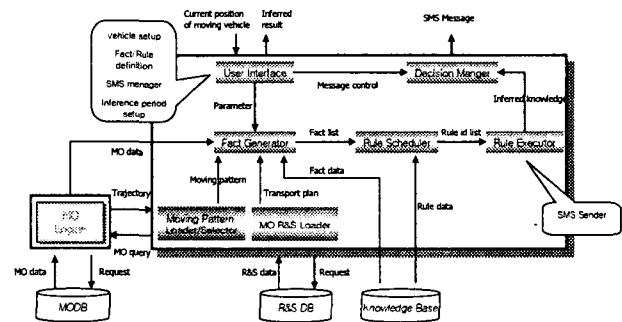 Current position
of moving vehicle
Inferred
result
SMS Message
vehicle setup
Fact/Rule
definition
SMS menager
Inference period
setup
User Interface
Decision Manger
Message control
Inferred knowledge
Parameter
MO data
Fact Generator
Fact list
Rule Scheduler
Rule id list
Rule Executor
Moving pattern
Transport plan
Fact data
Rule data
Trajectory
MO
Engine
Moving Pattern
Loader/Selector
MO R&S Loader
SMS Sender
MO query
MO data
Request
R&S data
Request
MODB
R&S DB
Knowledge Base